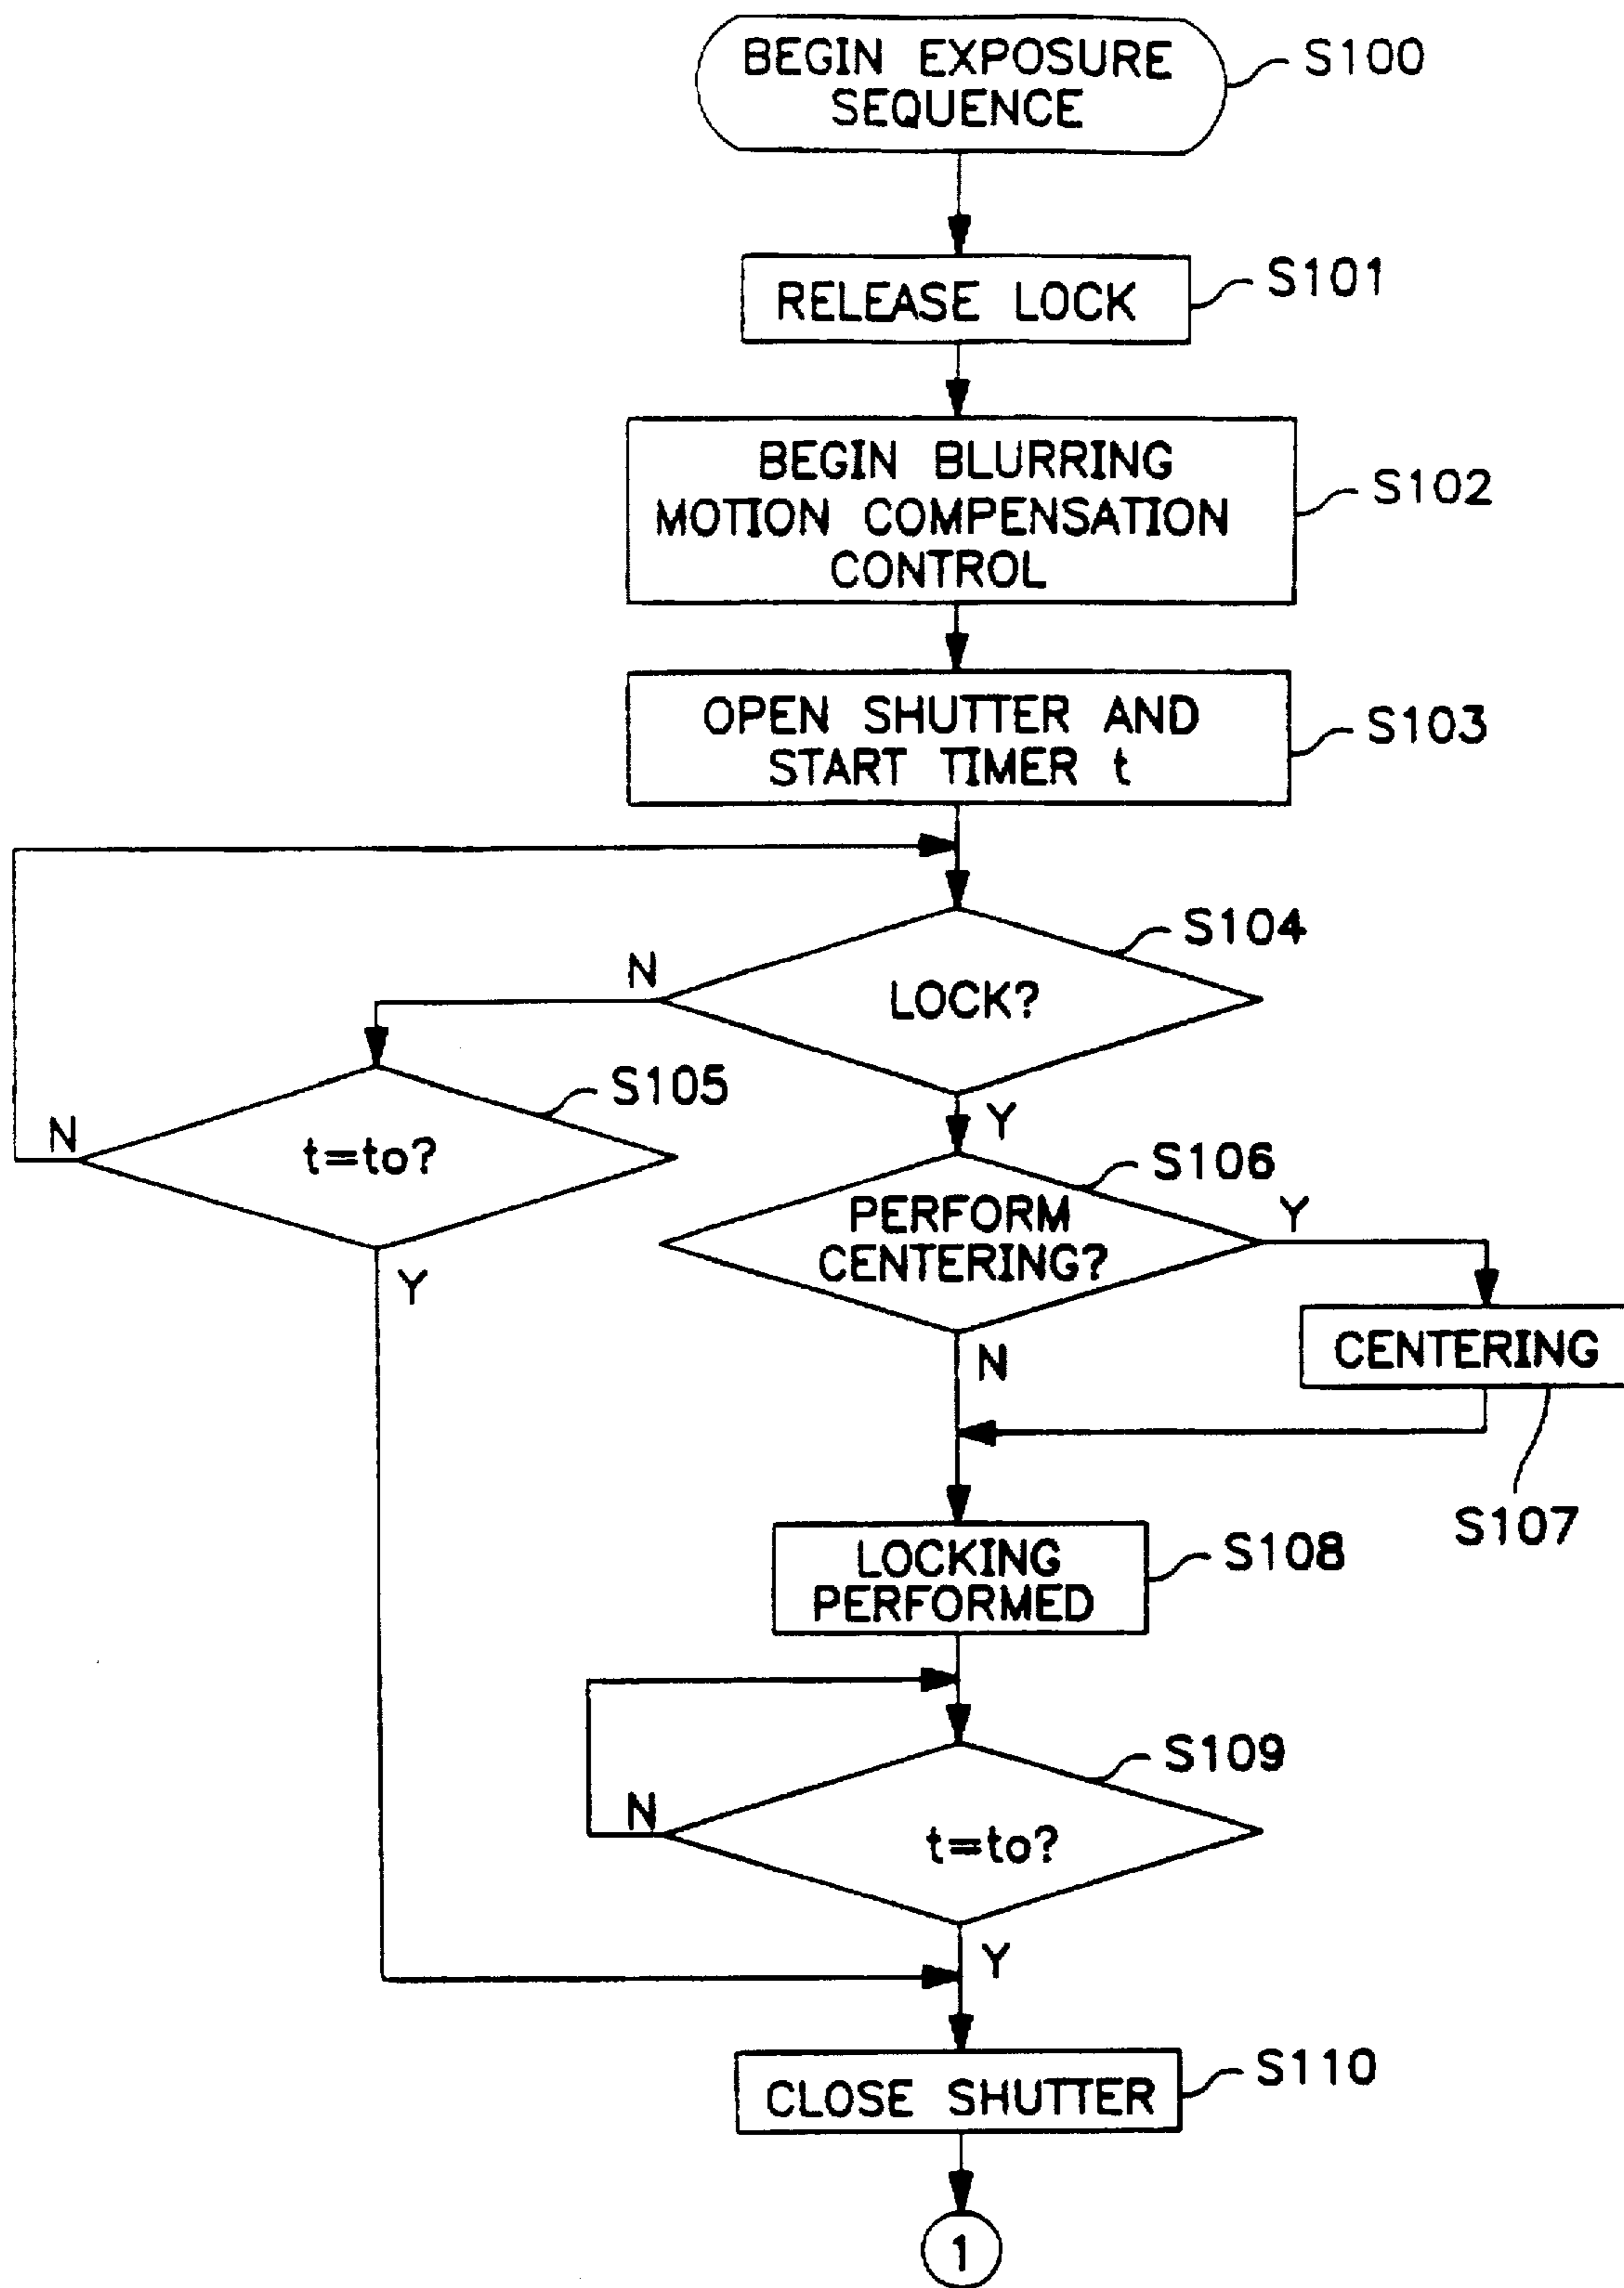 BEGIN EXPOSURE
SEQUENCE
S100
RELEASE LOCK
S101
BEGIN BLURRING
MOTION COMPENSATION
CONTROL
S102
OPEN SHUTTER AND
START TIMER t
S103
S104
N
LOCK?
Y
S105
N
t=to?
Y
S106
PERFORM
CENTERING?
Y
N
CENTERING
S107
LOCKING
PERFORMED
S108
S109
N
t=to?
Y
CLOSE SHUTTER
S110
1